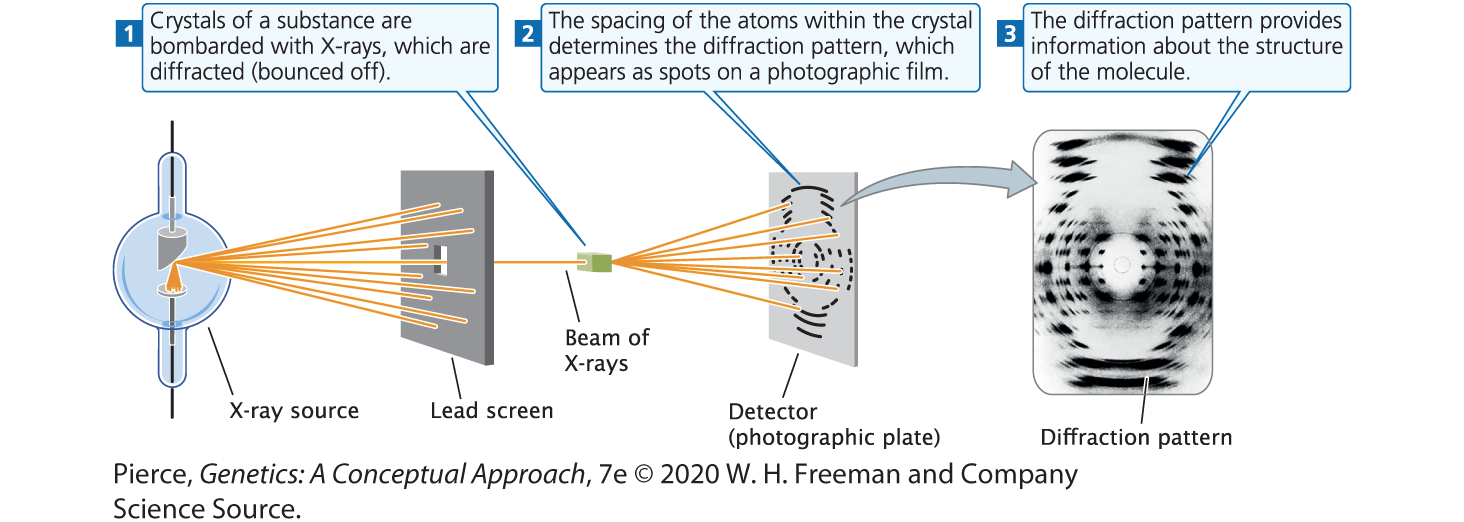 1 Crystals of a substance are
bombarded with X-rays, which are
diffracted (bounced off).
2 The spacing of the atoms within the crystal
determines the diffraction pattern, which
appears as spots on a photographic film.
3 The diffraction pattern provides
information about the structure
of the molecule.
Beam of
X-rays
X-ray source
Lead screen
Detector
(photographic plate)
Diffraction pattern
Pierce, Genetics: A Conceptual Approach, 7e © 2020 W. H. Freeman and Company
Science Source.